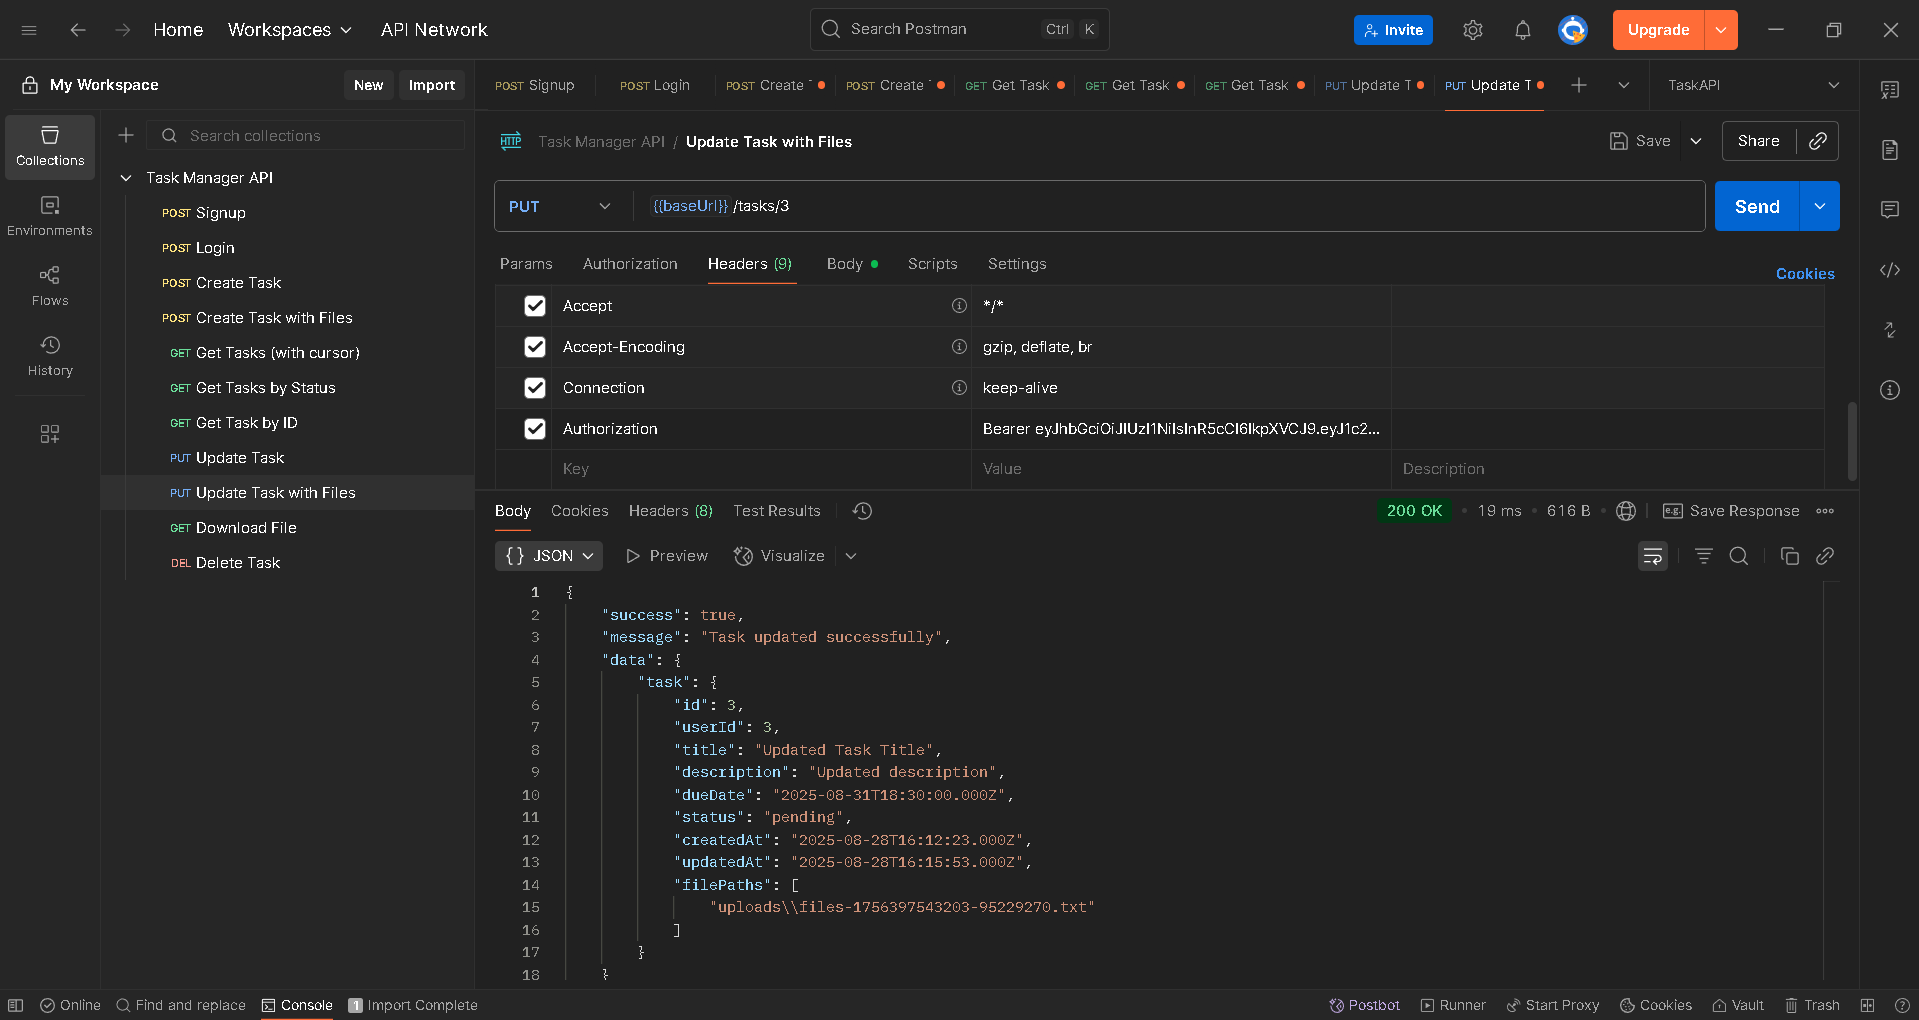 Home Workspaces API Network Search Postman Ctrl K Invite Upgrade
My Workspace New Import
POST Signup POST Login POST Create T POST Create T GET Get Task GET Get Task GET Get Task PUT Update T PUT Update T TaskAPI
Collections
Environments
Flows
History
Search collections
Task Manager API
POST Signup
POST Login
POST Create Task
POST Create Task with Files
GET Get Tasks (with cursor)
GET Get Tasks by Status
GET Get Task by ID
PUT Update Task
PUT Update Task with Files
GET Download File
DEL Delete Task
HTTP Task Manager API / Update Task with Files Save Share
PUT {{baseUrl}} /tasks/3 Send
Params Authorization Headers (9) Body Scripts Settings Cookies
Accept */*
Accept-Encoding gzip, deflate, br
Connection keep-alive
Authorization Bearer eyJhbGciOiJIUzI1NiIsInR5cCI6IkpXVCJ9.eyJ1c2...
Key Value Description
Body Cookies Headers (8) Test Results 200 OK • 19 ms • 616 B • e.g. Save Response
{} JSON Preview Visualize
1 {
2 "success": true,
3 "message": "Task updated successfully",
4 "data": {
5 "task": {
6 "id": 3,
7 "userId": 3,
8 "title": "Updated Task Title",
9 "description": "Updated description",
10 "dueDate": "2025-08-31T18:30:00.000Z",
11 "status": "pending",
12 "createdAt": "2025-08-28T16:12:23.000Z",
13 "updatedAt": "2025-08-28T16:15:53.000Z",
14 "filePaths": [
15 "uploads\\files-1756397543203-95229270.txt"
16 ]
17 }
18 }
Online Find and replace Console 1 Import Complete Postbot Runner Start Proxy Cookies Vault Trash